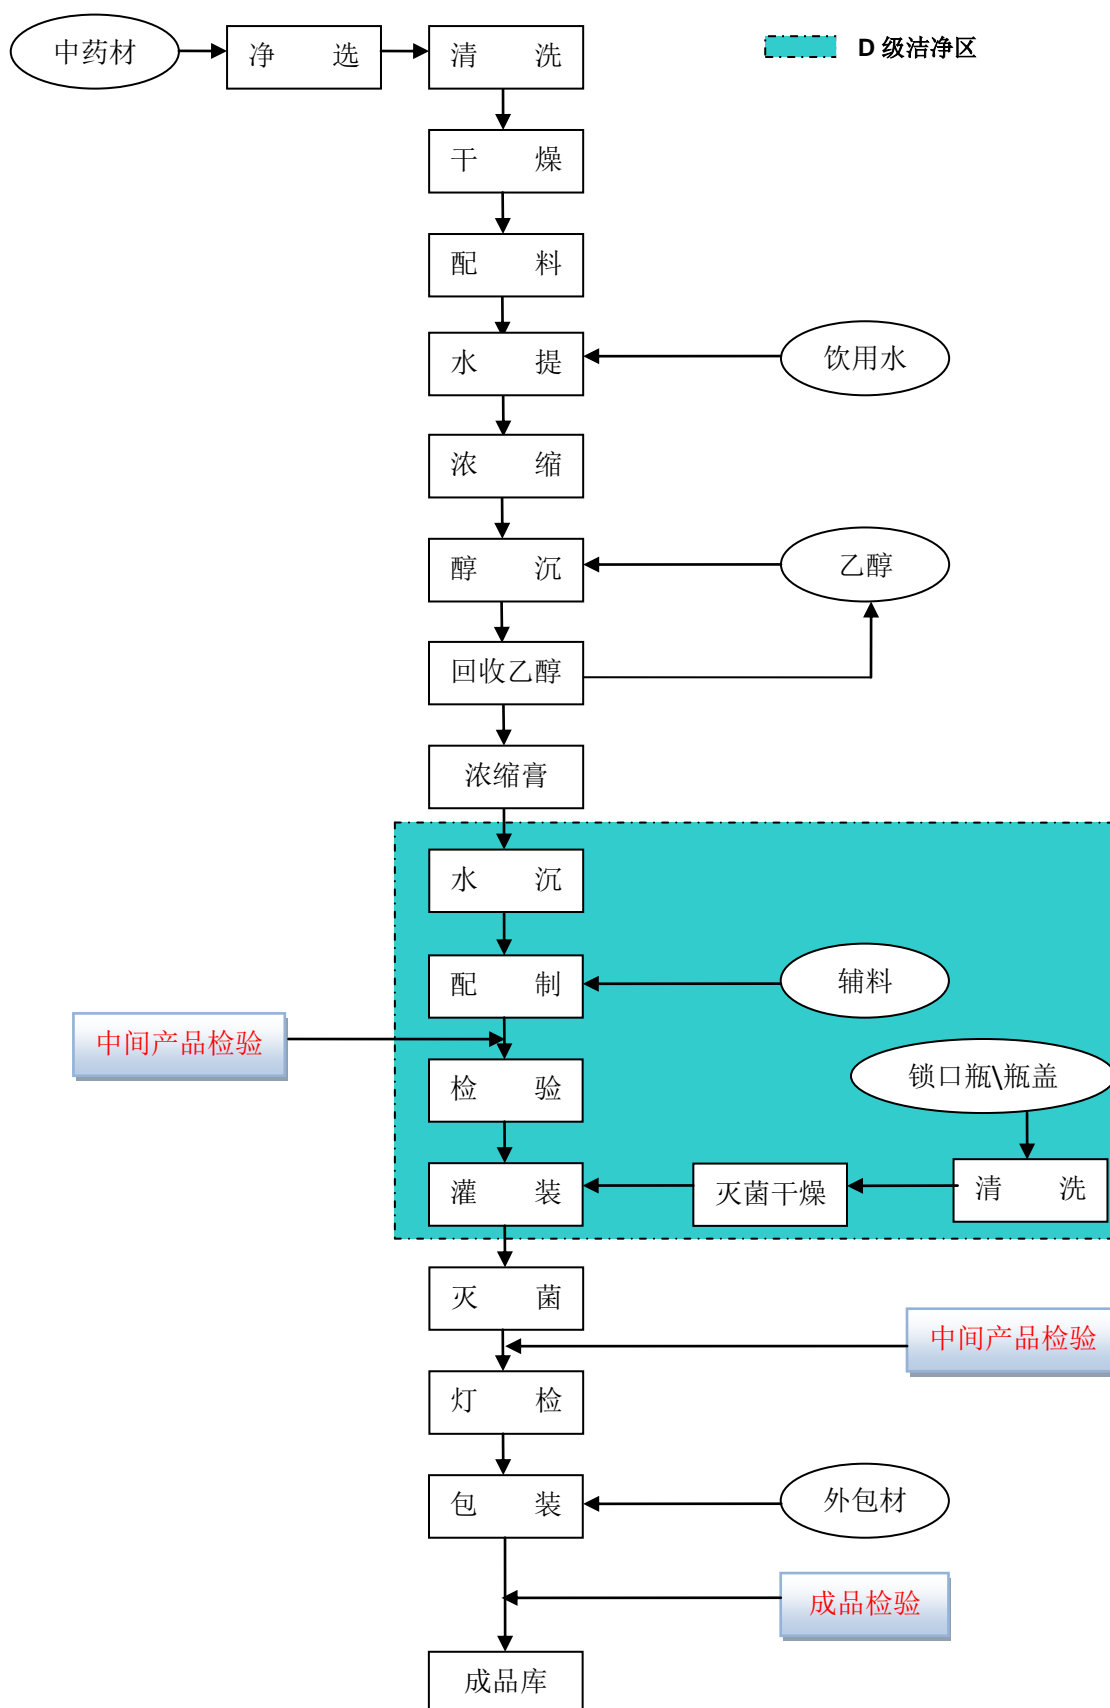 中药材
净 选
清 洗
D 级洁净区
干 燥
配 料
水 提
饮用水
浓 缩
醇 沉
乙醇
回收乙醇
浓缩膏
水 沉
配 制
辅料
中间产品检验
检 验
锁口瓶\瓶盖
灌 装
灭菌干燥
清 洗
灭 菌
中间产品检验
灯 检
包 装
外包材
成品检验
成品库